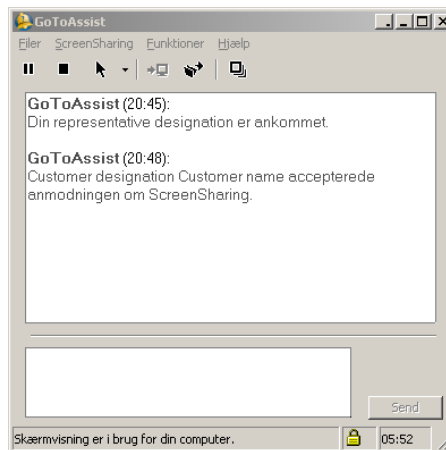 GoToAssist
Filer ScreenSharing Funktioner Hjælp
GoToAssist (20:45):
Din representative designation er ankommet.
GoToAssist (20:48):
Customer designation Customer name accepterede
anmodningen om ScreenSharing.
Send
Skærmvisning er i brug for din computer.
05:52